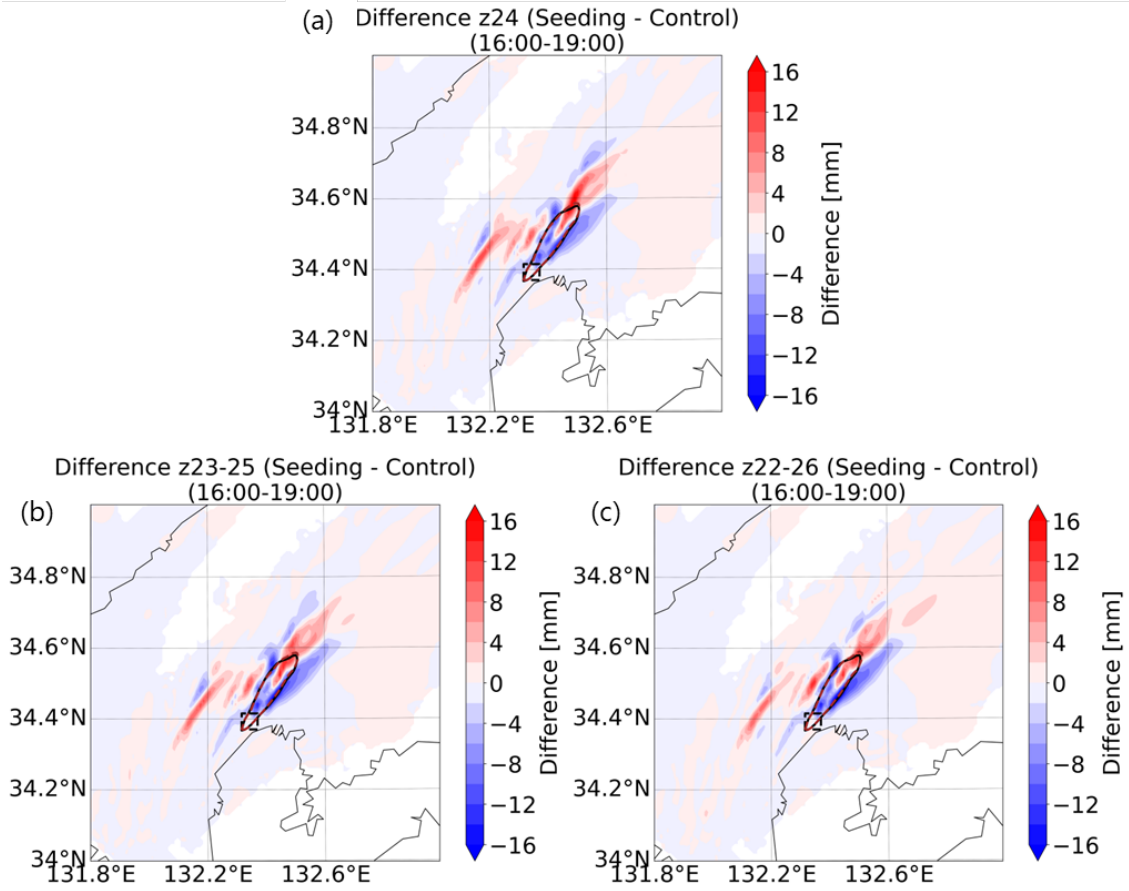 (a) Difference z24 (Seeding - Control)
(16:00-19:00)
34.8°N
34.6°N
34.4°N
34.2°N
34°N
131.8°E 132.2°E 132.6°E
16
12
8
4
0
−4
−8
−12
−16
Difference [mm]
(b) Difference z23-25 (Seeding - Control)
(16:00-19:00)
34.8°N
34.6°N
34.4°N
34.2°N
34°N
131.8°E 132.2°E 132.6°E
16
12
8
4
0
−4
−8
−12
−16
Difference [mm]
(c) Difference z22-26 (Seeding - Control)
(16:00-19:00)
34.8°N
34.6°N
34.4°N
34.2°N
34°N
131.8°E 132.2°E 132.6°E
16
12
8
4
0
−4
−8
−12
−16
Difference [mm]